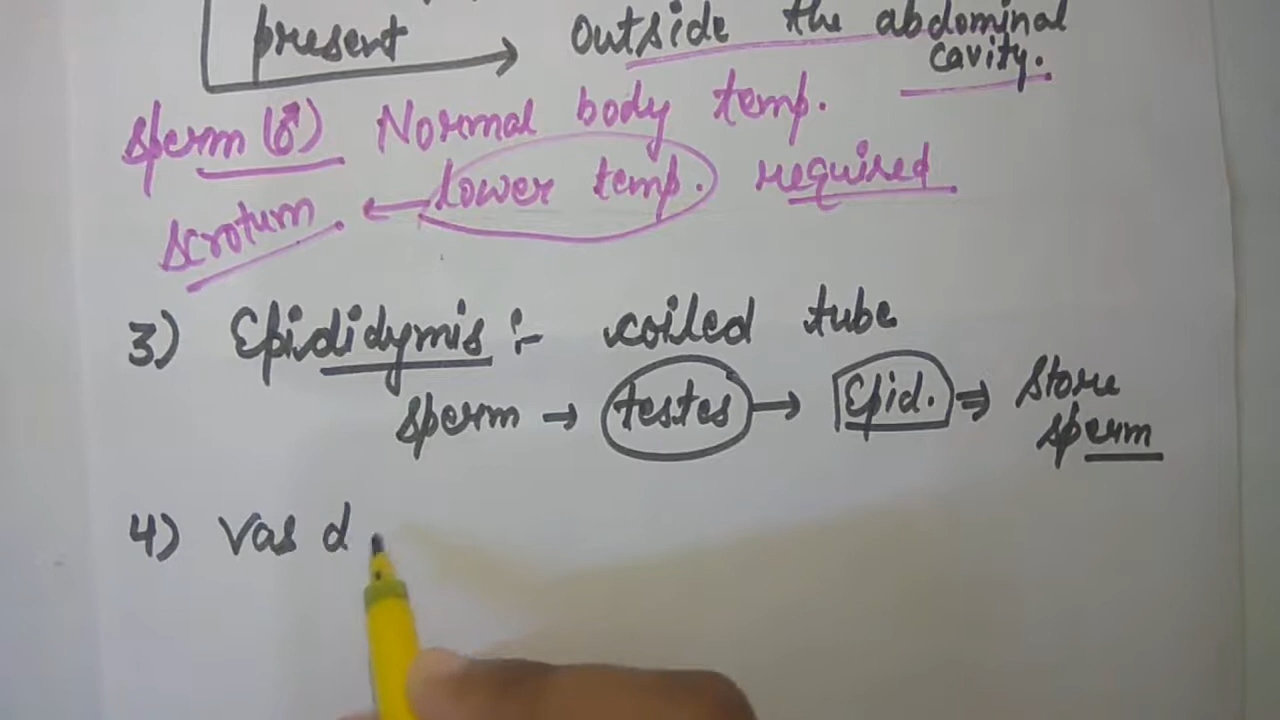 present → outside the abdominal
cavity.
sperm (♂) Normal body temp.
scrotum. ← lower temp. required.
3) Epididymis :- coiled tube
sperm → testes → Epid. ⇒ store
sperm
4) Vas d